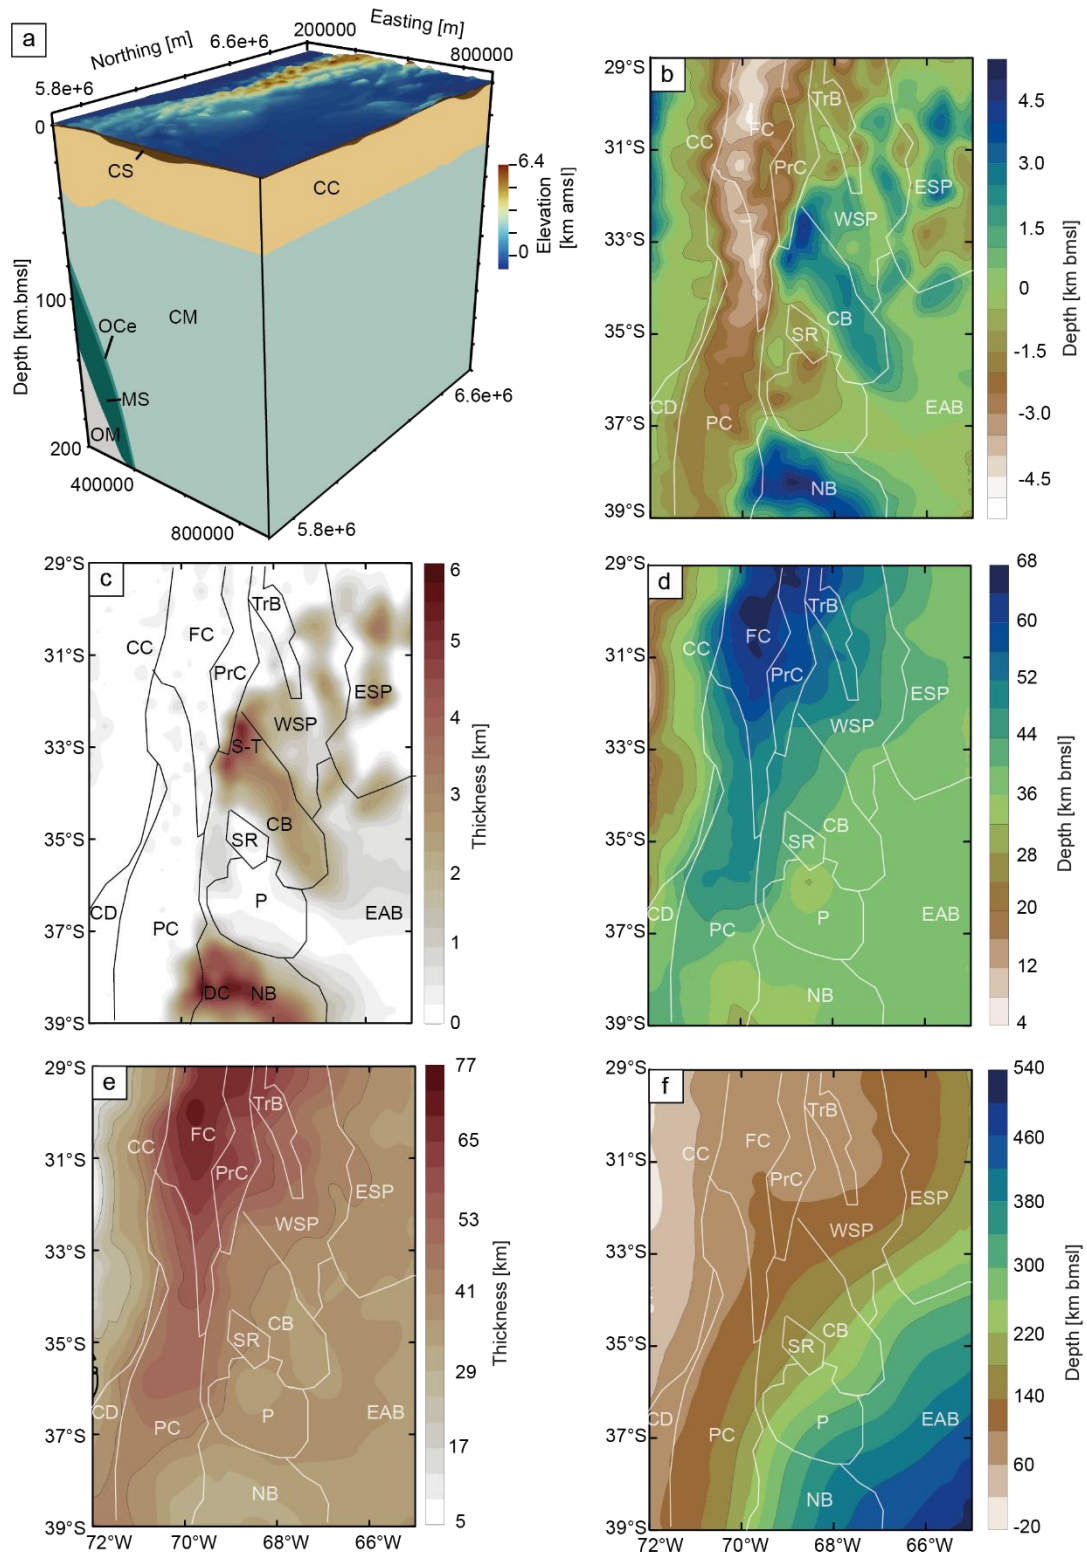 a
Northing [m]
Easting [m]
5.8e+6
6.6e+6
200000
800000
0
100
200
Depth [km.bmsl]
CS
CC
CM
OCe
MS
OM
400000
800000
5.8e+6
6.6e+6
6.4
0
Elevation
[km amsl]
b
29°S
31°S
33°S
35°S
37°S
39°S
TrB
FC
CC
PrC
ESP
WSP
CB
SR
CD
PC
EAB
NB
4.5
3.0
1.5
0
-1.5
-3.0
-4.5
Depth [km bmsl]
c
29°S
31°S
33°S
35°S
37°S
39°S
TrB
FC
CC
PrC
ESP
WSP
S-T
CB
SR
P
CD
PC
EAB
DC
NB
6
5
4
3
2
1
0
Thickness [km]
d
29°S
31°S
33°S
35°S
37°S
39°S
TrB
FC
CC
PrC
ESP
WSP
CB
SR
P
CD
PC
EAB
NB
68
60
52
44
36
28
20
12
4
Depth [km bmsl]
e
29°S
31°S
33°S
35°S
37°S
39°S
72°W
70°W
68°W
66°W
TrB
FC
CC
PrC
ESP
WSP
CB
SR
P
CD
PC
EAB
NB
77
65
53
41
29
17
5
Thickness [km]
f
29°S
31°S
33°S
35°S
37°S
39°S
72°W
70°W
68°W
66°W
TrB
FC
CC
PrC
ESP
WSP
CB
SR
P
CD
PC
EAB
NB
540
460
380
300
220
140
60
-20
Depth [km bmsl]